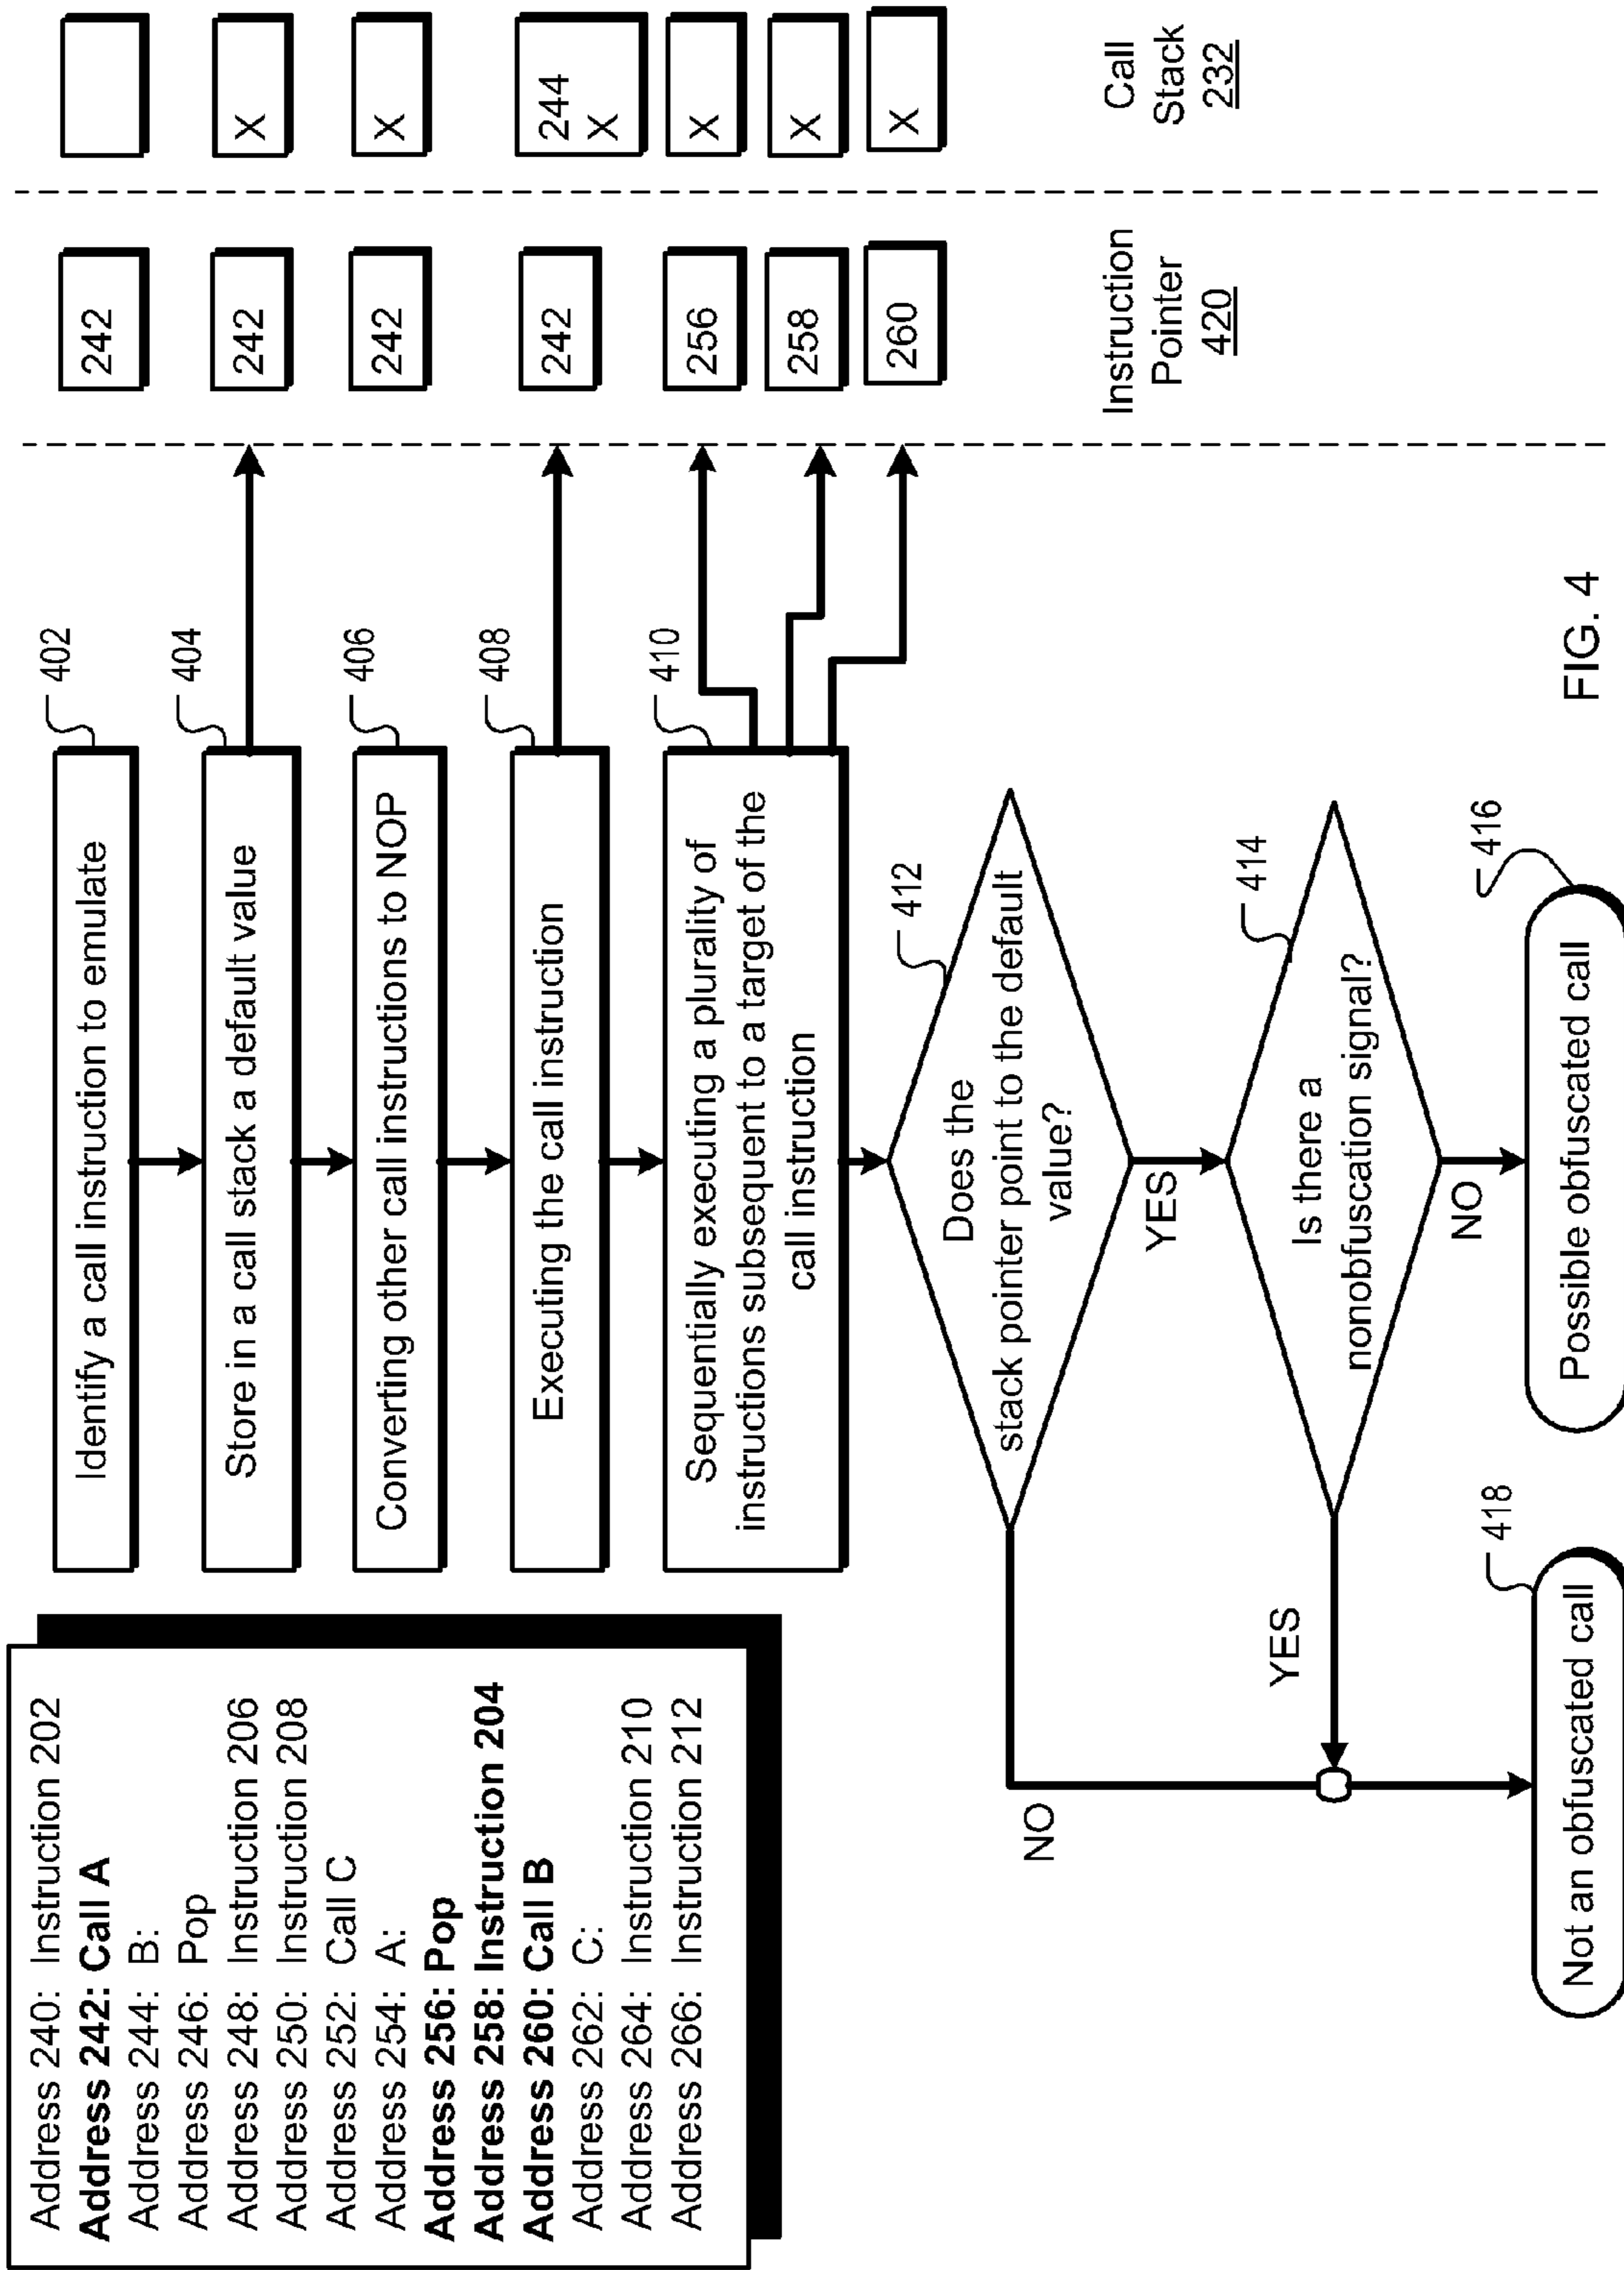 Address 240: Instruction 202
Address 242: Call A
Address 244: B:
Address 246: Pop
Address 248: Instruction 206
Address 250: Instruction 208
Address 252: Call C
Address 254: A:
Address 256: Pop
Address 258: Instruction 204
Address 260: Call B
Address 262: C:
Address 264: Instruction 210
Address 266: Instruction 212
Identify a call instruction to emulate
402
242
Store in a call stack a default value
404
242
X
Converting other call instructions to NOP
406
242
X
Executing the call instruction
408
242
244
X
Sequentially executing a plurality of
instructions subsequent to a target of the
call instruction
410
256
X
258
X
260
X
Does the
stack pointer point to the default
value?
412
NO
YES
Is there a
nonobfuscation signal?
414
YES
NO
Not an obfuscated call
418
Possible obfuscated call
416
Instruction
Pointer
420
Call
Stack
232
FIG. 4